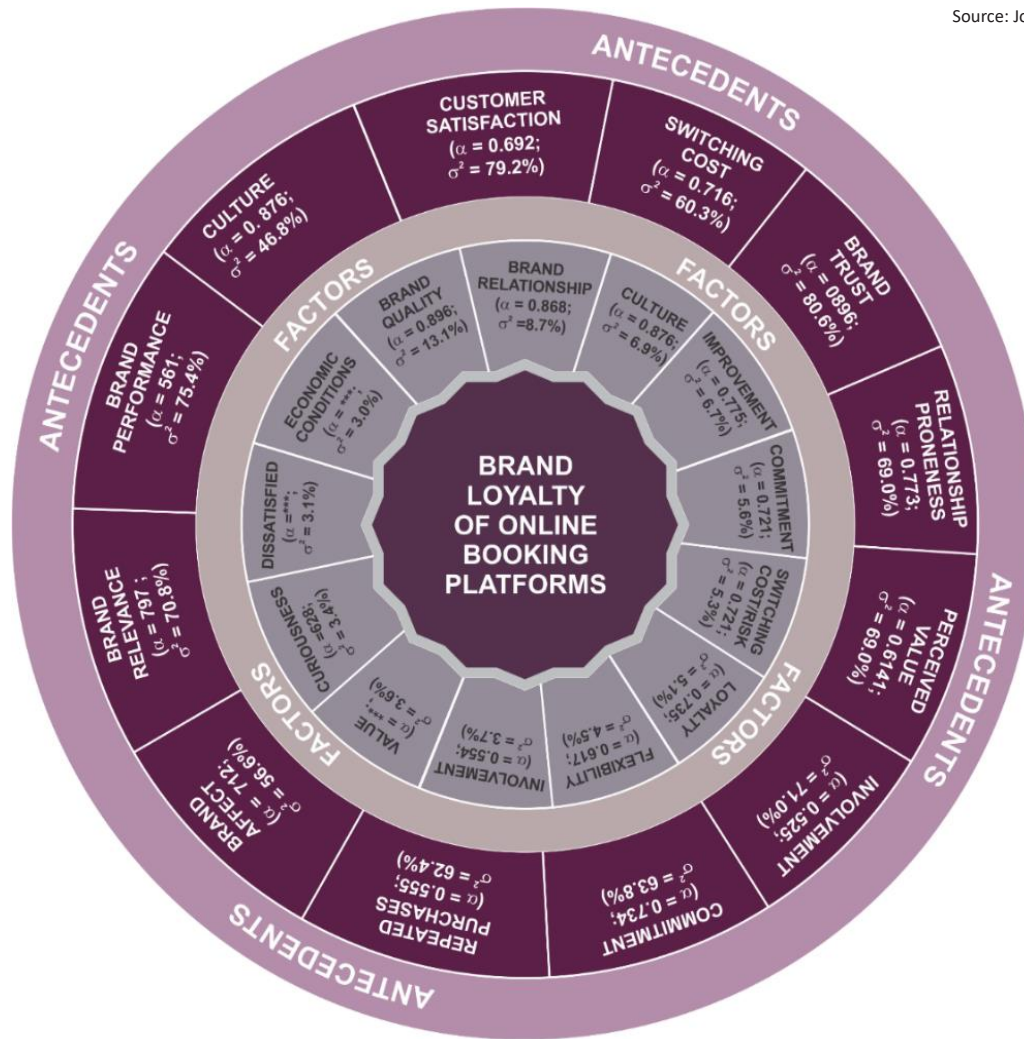 Source: Jo
ANTECEDENTS
ANTECEDENTS
ANTECEDENTS
ANTECEDENTS
CUSTOMER
SATISFACTION
(α = 0.692;
σ² = 79.2%)
SWITCHING
COST
(α = 0.716;
σ² = 60.3%)
BRAND
TRUST
(α = 0896;
σ² = 80.6%)
RELATIONSHIP
PRONENESS
(α = 0.773;
σ² = 69.0%)
PERCEIVED
VALUE
(α = 0.6141;
σ² = 69.0%)
INVOLVEMENT
(α = 0.525;
σ² = 71.0%)
COMMITMENT
(α = 0.734;
σ² = 63.8%)
REPEATED
PURCHASES
(α = 0.555;
σ² = 62.4%)
BRAND
AFFECT
(α = 712;
σ² = 56.6%)
BRAND
RELEVANCE
(α = 797 ;
σ² = 70.8%)
BRAND
PERFORMANCE
(α = 561;
σ² = 75.4%)
CULTURE
(α = 0. 876;
σ² = 46.8%)
FACTORS
FACTORS
FACTORS
FACTORS
BRAND
RELATIONSHIP
(α = 0.868;
σ² =8.7%)
CULTURE
(α = 0.876;
σ² = 6.9%)
IMPROVEMENT
(α = 0.775;
σ² = 6.7%)
COMMITMENT
(α = 0.721;
σ² = 5.6%)
SWITCHING
COST/RISK
(α = 0.721;
σ² = 5.3%)
LOYALTY
(α = 0.735;
σ² = 5.1%)
FLEXIBILITY
(α = 0.617;
σ² = 4.5%)
INVOLVEMENT
(α = 0.554;
σ² = 3.7%)
VALUE
(α = ***;
σ² = 3.6%)
CURIOUSNESS
(α =628;
σ² = 3.4%)
DISSATISFIED
(α =***;
σ² = 3.1%)
ECONOMIC
CONDITIONS
(α = ***;
σ² = 3.0%)
BRAND
QUALITY
(α = 0.896;
σ² = 13.1%)
BRAND
LOYALTY
OF ONLINE
BOOKING
PLATFORMS